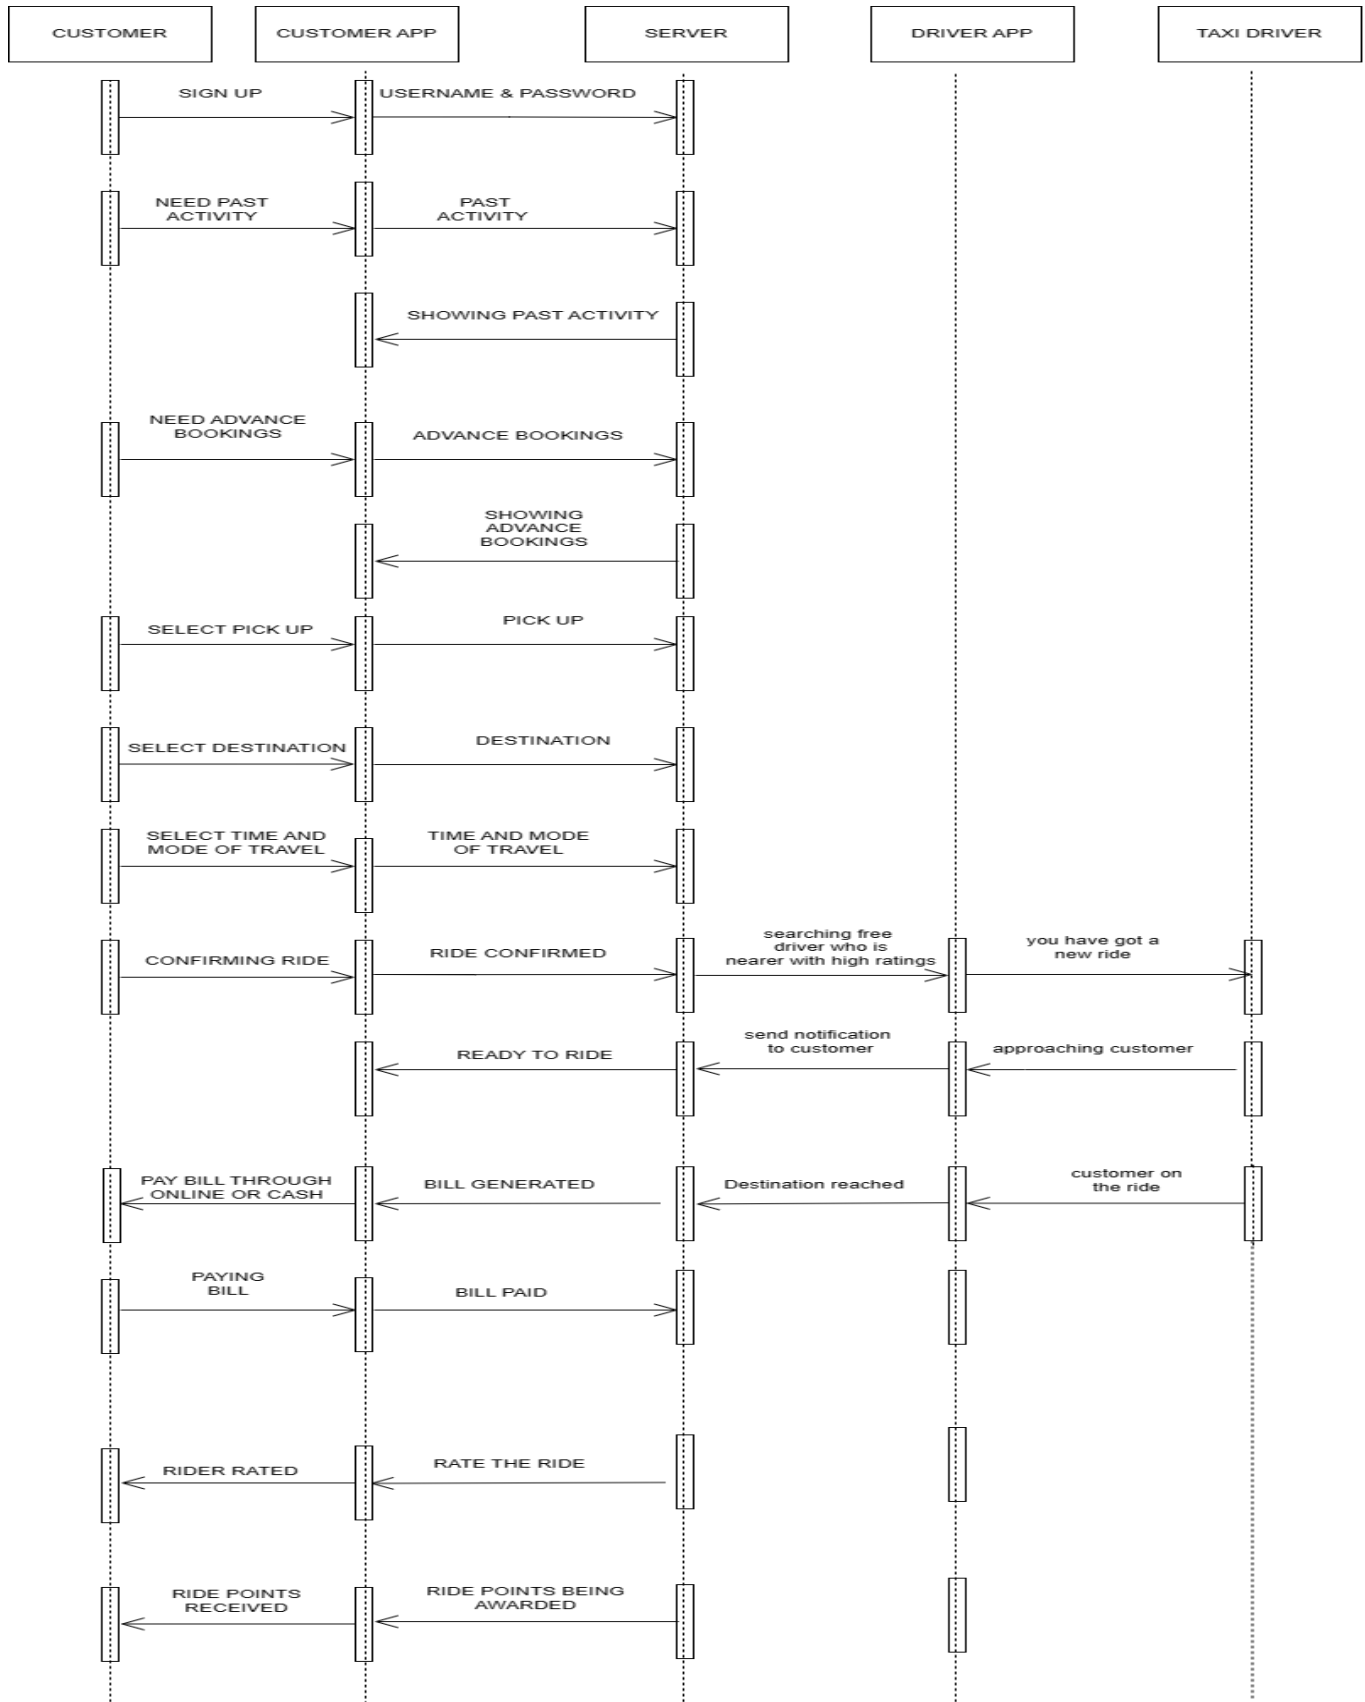 CUSTOMER
CUSTOMER APP
SERVER
DRIVER APP
TAXI DRIVER
SIGN UP
USERNAME & PASSWORD
NEED PAST
ACTIVITY
PAST
ACTIVITY
SHOWING PAST ACTIVITY
NEED ADVANCE
BOOKINGS
ADVANCE BOOKINGS
SHOWING
ADVANCE
BOOKINGS
SELECT PICK UP
PICK UP
SELECT DESTINATION
DESTINATION
SELECT TIME AND
MODE OF TRAVEL
TIME AND MODE
OF TRAVEL
CONFIRMING RIDE
RIDE CONFIRMED
searching free
driver who is
nearer with high ratings
you have got a
new ride
READY TO RIDE
send notification
to customer
approaching customer
PAY BILL THROUGH
ONLINE OR CASH
BILL GENERATED
Destination reached
customer on
the ride
PAYING
BILL
BILL PAID
RIDER RATED
RATE THE RIDE
RIDE POINTS
RECEIVED
RIDE POINTS BEING
AWARDED